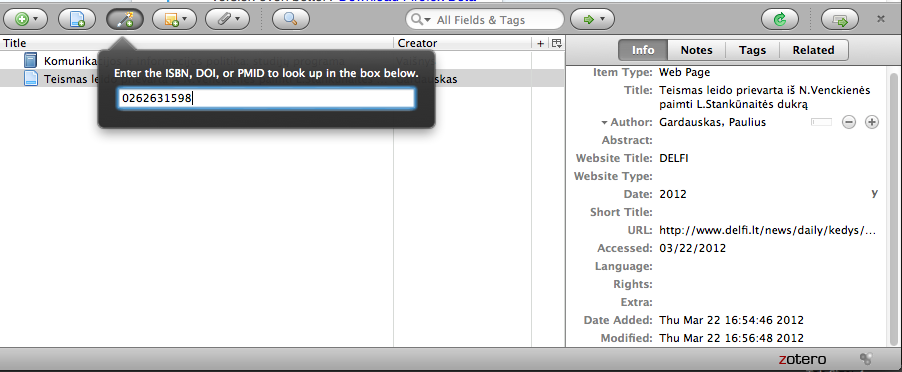 All Fields & Tags
Title
Creator
+
Info
Notes
Tags
Related
Komunika
Teismas le
skas
Enter the ISBN, DOI, or PMID to look up in the box below.
0262631598
Item Type: Web Page
Title: Teismas leido prievarta iš N.Venckienės
paimti L.Stankūnaitės dukrą
Author: Gardauskas, Paulius
Abstract:
Website Title: DELFI
Website Type:
Date: 2012 y
Short Title:
URL: http://www.delfi.lt/news/daily/kedys/...
Accessed: 03/22/2012
Language:
Rights:
Extra:
Date Added: Thu Mar 22 16:54:46 2012
Modified: Thu Mar 22 16:56:48 2012
zotero